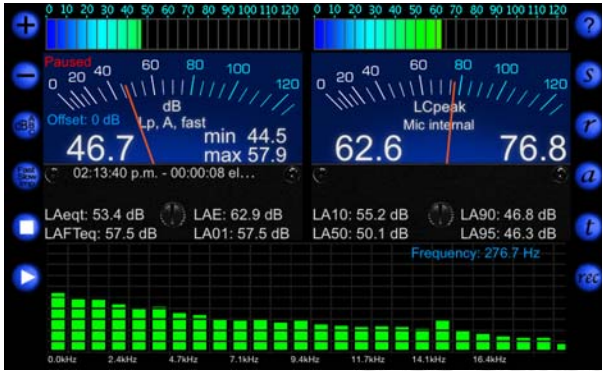 0 10 20 30 40 50 60 70 80 90 100 110 120
0 10 20 30 40 50 60 70 80 90 100 110 120
+
?
Paused
0 20 40 60 80 100 120
0 20 40 60 80 100 120
-
s
dB
Lp, A, fast
LCpeak
Mic internal
Offset: 0 dB
r
46.7
min 44.5
max 57.9
62.6
76.8
Fast
Slow
02:13:40 p.m. - 00:00:08 el...
a
LAeqt: 53.4 dB
LAE: 62.9 dB
LA10: 55.2 dB
LA90: 46.8 dB
t
LAFTeq: 57.5 dB
LA01: 57.5 dB
LA50: 50.1 dB
LA95: 46.3 dB
Frequency: 276.7 Hz
rec
0.0kHz 2.4kHz 4.7kHz 7.1kHz 9.4kHz 11.7kHz 14.1kHz 16.4kHz